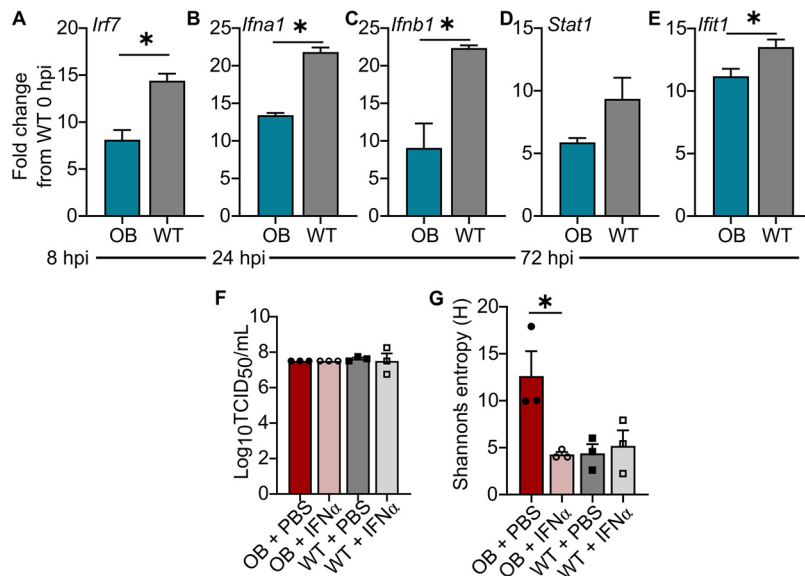 A Irf7 B Ifna1 C Ifnb1 D Stat1 E Ifit1
* * * *
Fold change
from WT 0 hpi
20 15 10 5 0
25 20 15 10 5 0
25 20 15 10 5 0
15 10 5 0
15 10 5 0
OB WT OB WT OB WT OB WT OB WT
8 hpi 24 hpi 72 hpi
F G
Log10TCID50/mL
10 8 6 4 2 0
OB + PBS
OB + IFNα
WT + PBS
WT + IFNα
Shannon's entropy (H)
20 15 10 5 0
*
OB + PBS
OB + IFNα
WT + PBS
WT + IFNα